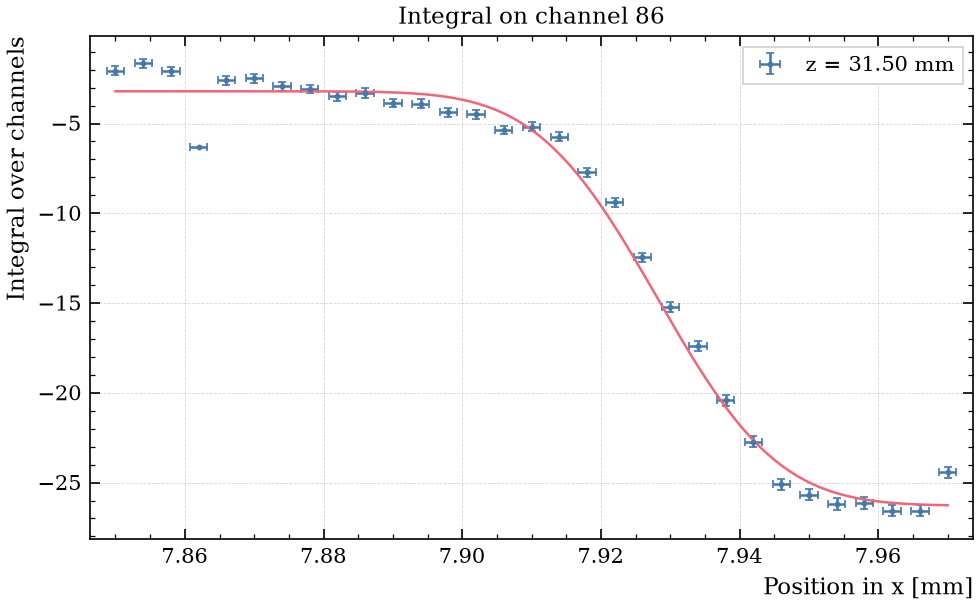 Integral on channel 86
Integral over channels
z = 31.50 mm
−5
−10
−15
−20
−25
7.86 7.88 7.90 7.92 7.94 7.96
Position in x [mm]